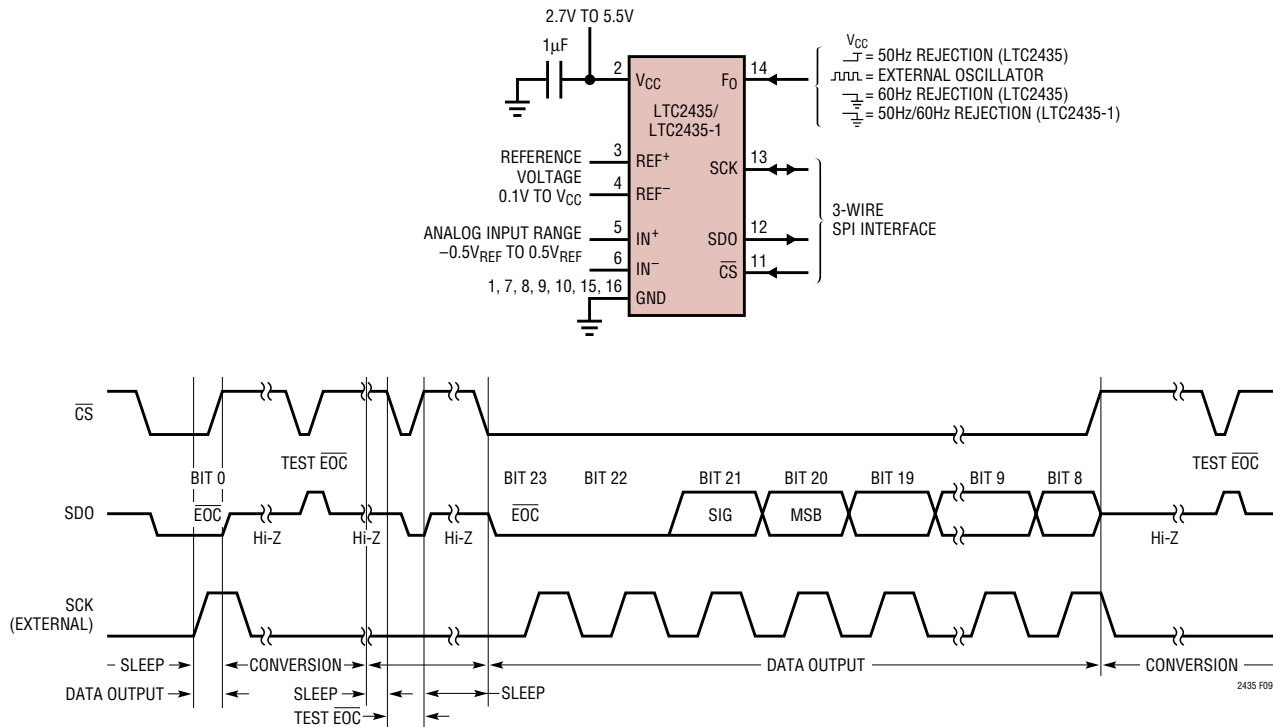 2.7V TO 5.5V
1µF
2
VCC
LTC2435/
LTC2435-1
FO
14
VCC
= 50Hz REJECTION (LTC2435)
= EXTERNAL OSCILLATOR
= 60Hz REJECTION (LTC2435)
= 50Hz/60Hz REJECTION (LTC2435-1)
REFERENCE
VOLTAGE
0.1V TO VCC
3
REF+
4
REF−
SCK
13
ANALOG INPUT RANGE
−0.5VREF TO 0.5VREF
5
IN+
6
IN−
SDO
12
CS
11
3-WIRE
SPI INTERFACE
1, 7, 8, 9, 10, 15, 16
GND
CS
TEST EOC
TEST EOC
BIT 0
BIT 23
BIT 22
BIT 21
BIT 20
BIT 19
BIT 9
BIT 8
SDO
EOC
EOC
SIG
MSB
Hi-Z
Hi-Z
Hi-Z
Hi-Z
SCK
(EXTERNAL)
SLEEP
CONVERSION
DATA OUTPUT
CONVERSION
DATA OUTPUT
SLEEP
SLEEP
TEST EOC
2435 F09